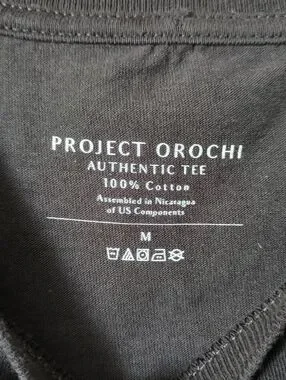 PROJECT OROCHI
AUTHENTIC TEE
100% Cotton
Assembled in Nicaragua
of US Components
M